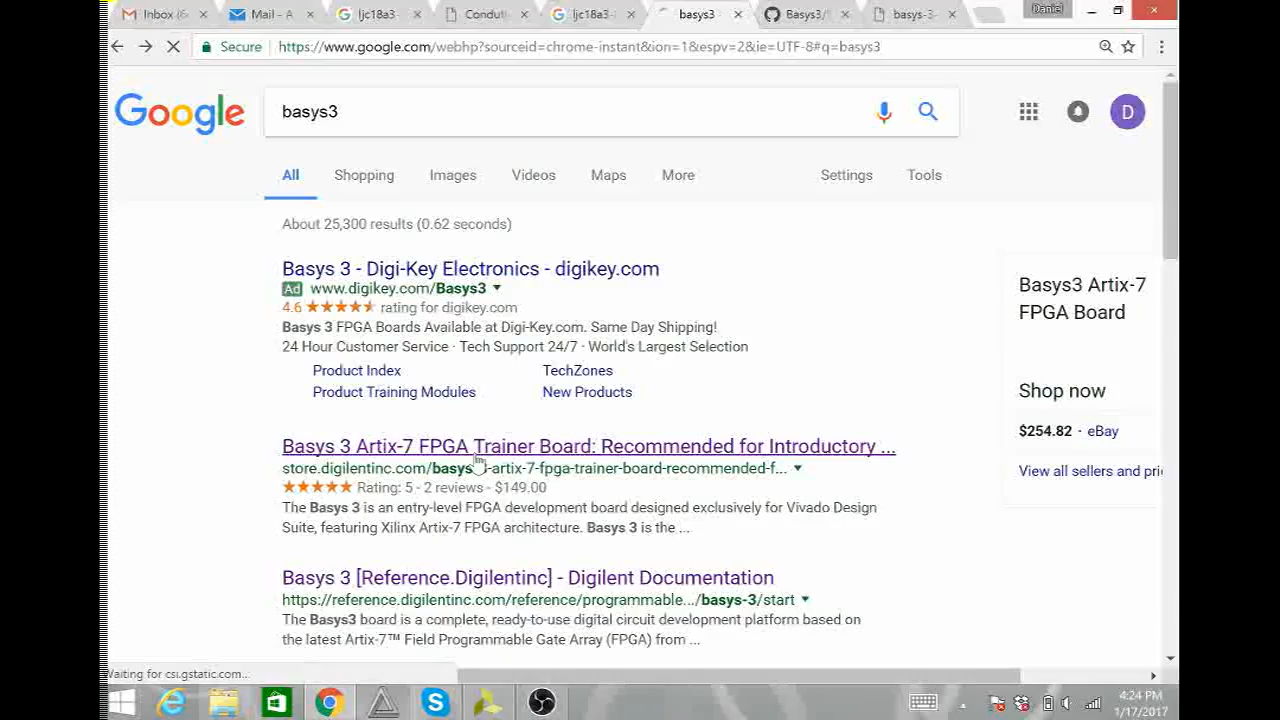 Inbox (6
Mail - A
ljc18a3
Condut
ljc18a3-
basys3
Basys3/
basys-3-
Daniel
Secure
https://www.google.com/webhp?sourceid=chrome-instant&ion=1&espv=2&ie=UTF-8#q=basys3
Google
basys3
D
All
Shopping
Images
Videos
Maps
More
Settings
Tools
About 25,300 results (0.62 seconds)
Basys 3 - Digi-Key Electronics - digikey.com
Ad www.digikey.com/Basys3
4.6 rating for digikey.com
Basys 3 FPGA Boards Available at Digi-Key.com. Same Day Shipping!
24 Hour Customer Service · Tech Support 24/7 · World's Largest Selection
Product Index
TechZones
Product Training Modules
New Products
Basys 3 Artix-7 FPGA Trainer Board: Recommended for Introductory ...
store.digilentinc.com/basys-3-artix-7-fpga-trainer-board-recommended-f...
Rating: 5 - 2 reviews - $149.00
The Basys 3 is an entry-level FPGA development board designed exclusively for Vivado Design
Suite, featuring Xilinx Artix-7 FPGA architecture. Basys 3 is the ...
Basys 3 [Reference.Digilentinc] - Digilent Documentation
https://reference.digilentinc.com/reference/programmable.../basys-3/start
The Basys3 board is a complete, ready-to-use digital circuit development platform based on
the latest Artix-7™ Field Programmable Gate Array (FPGA) from ...
Basys3 Artix-7
FPGA Board
Shop now
$254.82 - eBay
View all sellers and pri
Waiting for csi.gstatic.com...
4:24 PM
1/17/2017